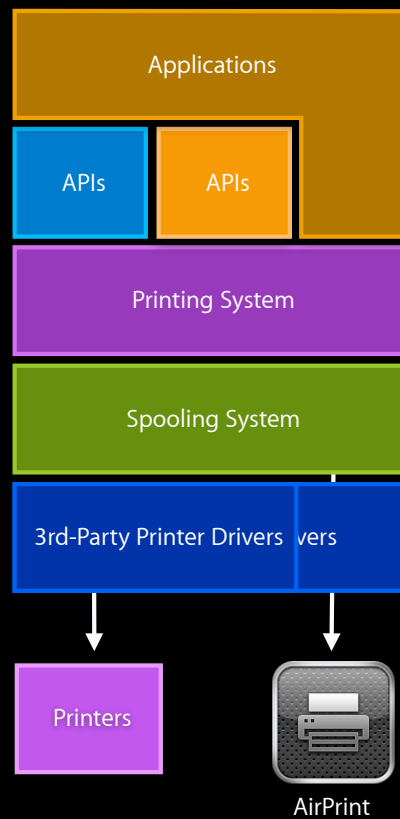 Applications
APIs
APIs
Printing System
Spooling System
3rd-Party Printer Drivers vers
Printers
AirPrint